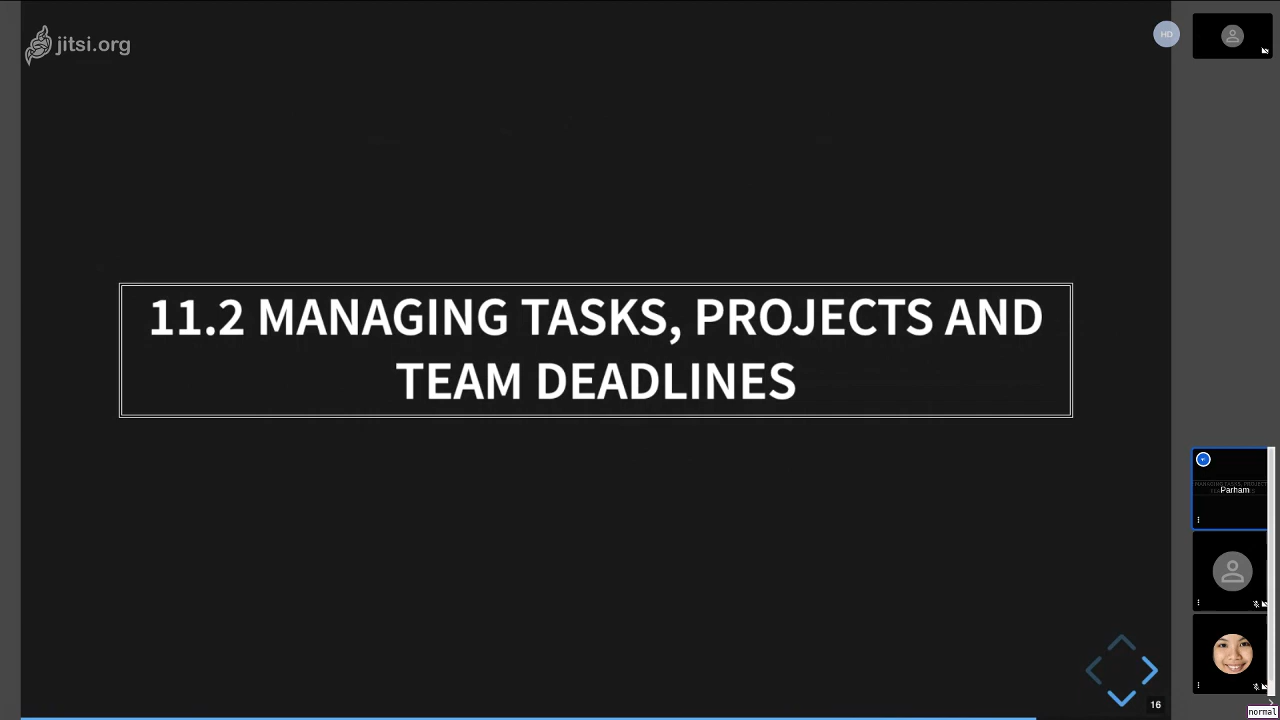 jitsi.org
HD
11.2 MANAGING TASKS, PROJECTS AND
TEAM DEADLINES
Parham
16
normal